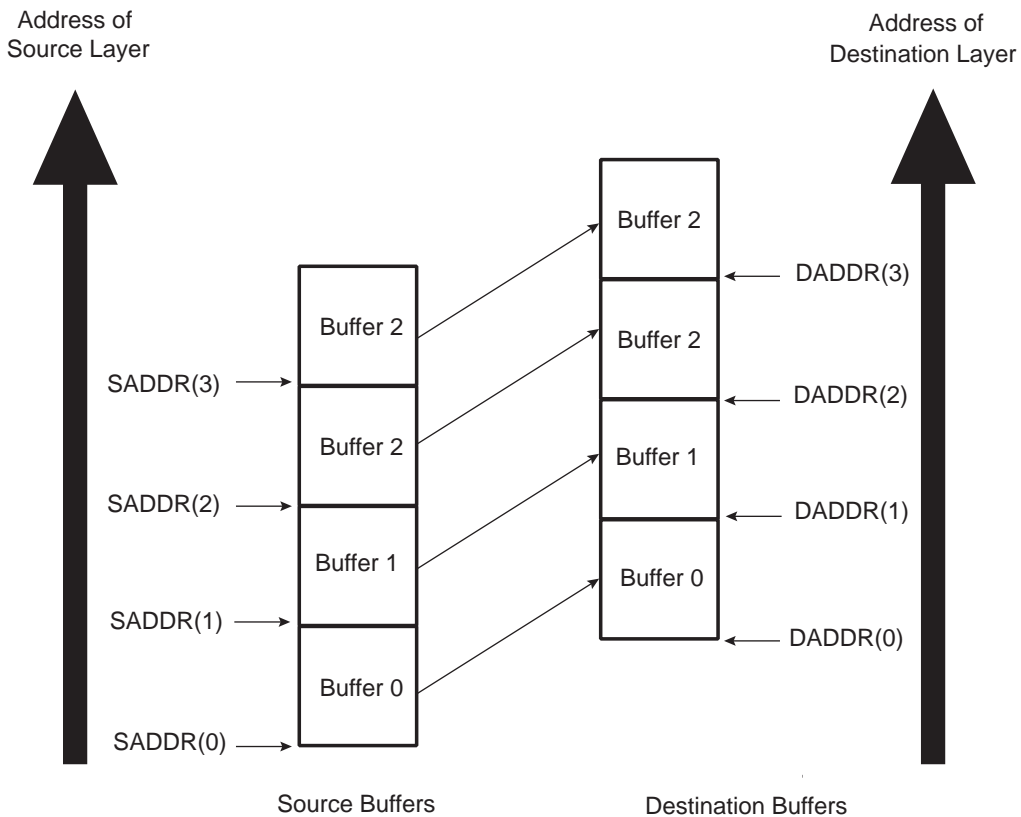 Address of
Source Layer
Address of
Destination Layer
Buffer 2
DADDR(3)
Buffer 2
Buffer 2
SADDR(3)
DADDR(2)
Buffer 2
Buffer 1
SADDR(2)
DADDR(1)
Buffer 1
Buffer 0
SADDR(1)
DADDR(0)
Buffer 0
SADDR(0)
Source Buffers
Destination Buffers